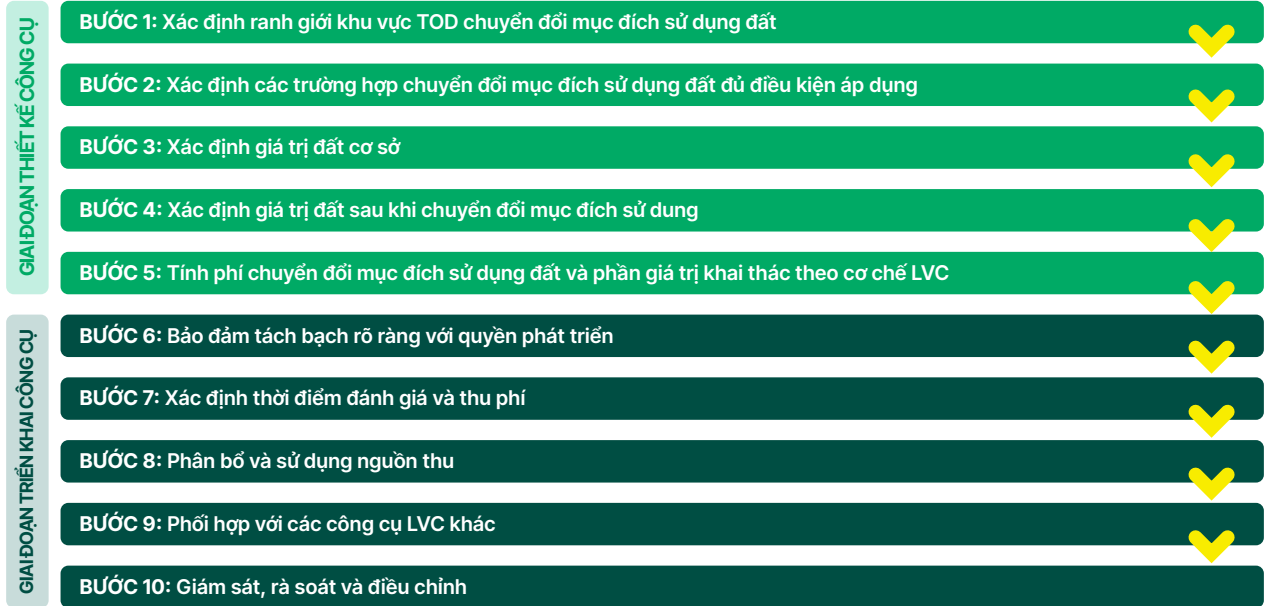 GIAI ĐOẠN THIẾT KẾ CÔNG CỤ
BƯỚC 1: Xác định ranh giới khu vực TOD chuyển đổi mục đích sử dụng đất
BƯỚC 2: Xác định các trường hợp chuyển đổi mục đích sử dụng đất đủ điều kiện áp dụng
BƯỚC 3: Xác định giá trị đất cơ sở
BƯỚC 4: Xác định giá trị đất sau khi chuyển đổi mục đích sử dung
BƯỚC 5: Tính phí chuyển đổi mục đích sử dụng đất và phần giá trị khai thác theo cơ chế LVC
GIAI ĐOẠN TRIỂN KHAI CÔNG CỤ
BƯỚC 6: Bảo đảm tách bạch rõ ràng với quyền phát triển
BƯỚC 7: Xác định thời điểm đánh giá và thu phí
BƯỚC 8: Phân bổ và sử dụng nguồn thu
BƯỚC 9: Phối hợp với các công cụ LVC khác
BƯỚC 10: Giám sát, rà soát và điều chỉnh